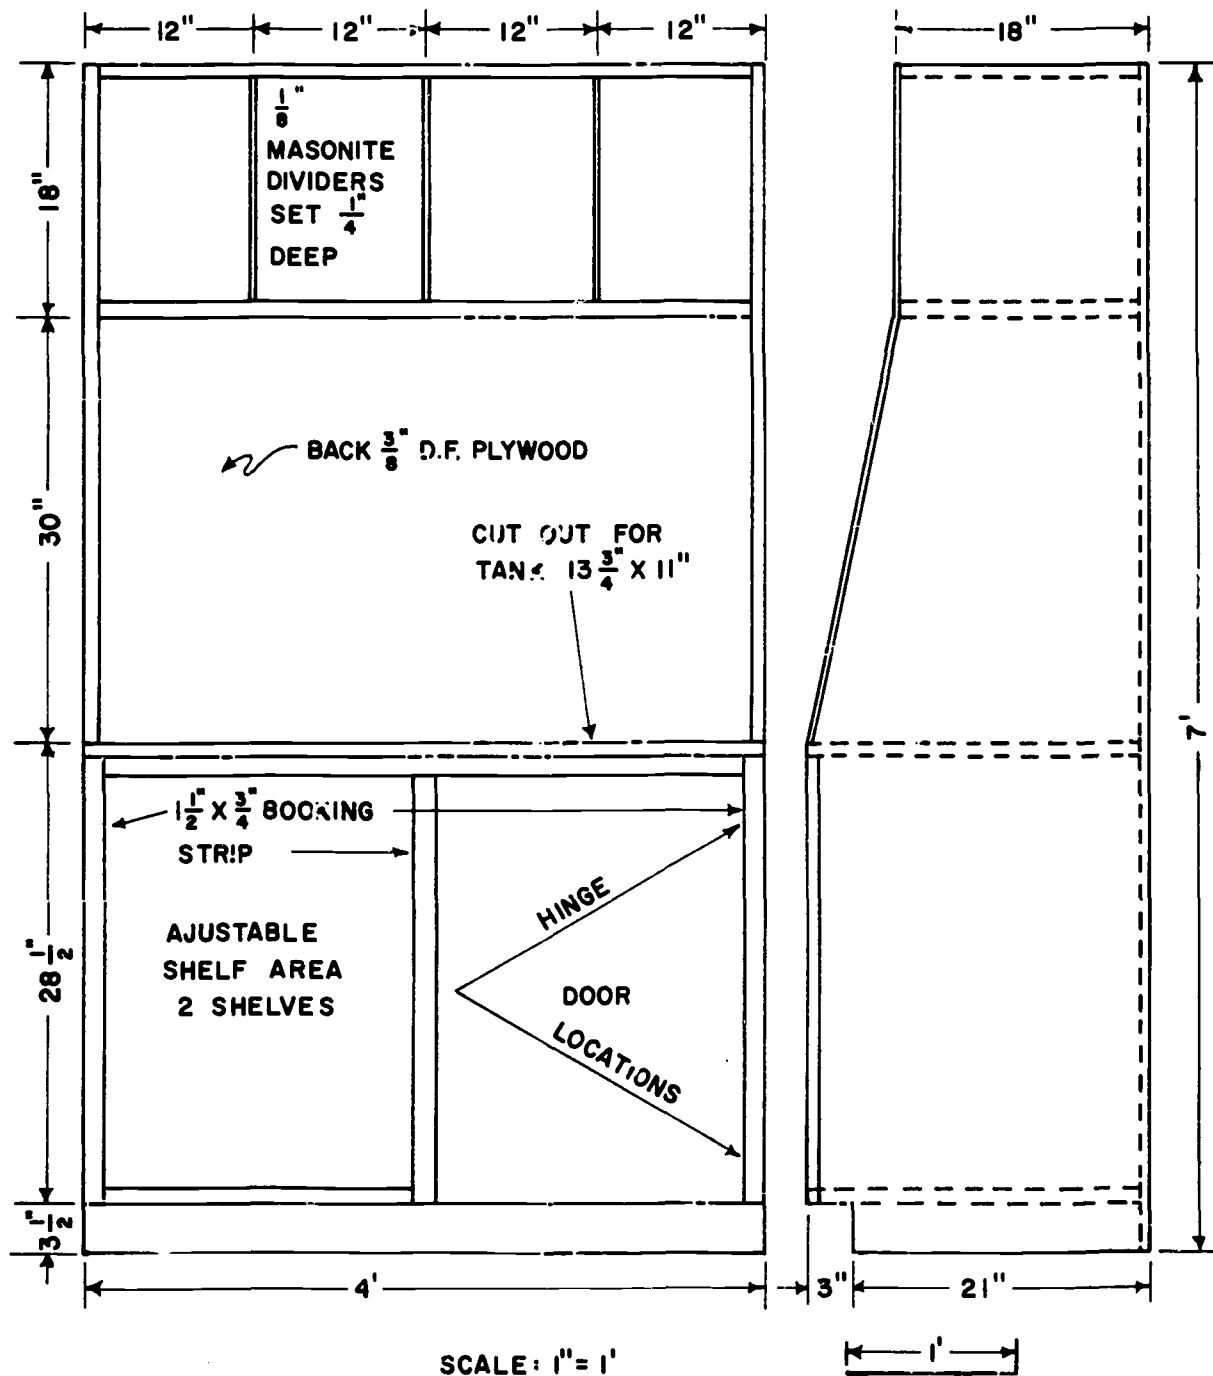 12" 12" 12" 12" 18"
1/8"
MASONITE
DIVIDERS
SET 1/4"
DEEP
18"
BACK 3/8" D.F. PLYWOOD
30"
CUT OUT FOR
TANK 13 3/4" X 11"
7'
1 1/2" X 3/4" BOOKING
STRIP
HINGE
AJUSTABLE
SHELF AREA
2 SHELVES
28 1/2"
DOOR
LOCATIONS
3 1/2"
4' 3" 21"
SCALE: 1" = 1' 1'